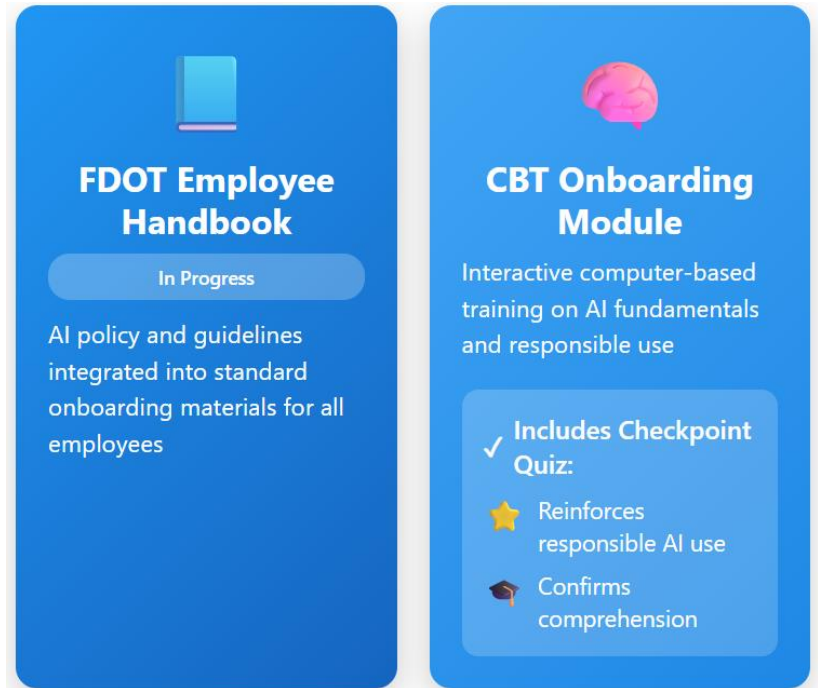 FDOT Employee
Handbook
In Progress
AI policy and guidelines
integrated into standard
onboarding materials for all
employees
CBT Onboarding
Module
Interactive computer-based
training on AI fundamentals
and responsible use
✓ Includes Checkpoint
Quiz:
Reinforces
responsible AI use
Confirms
comprehension